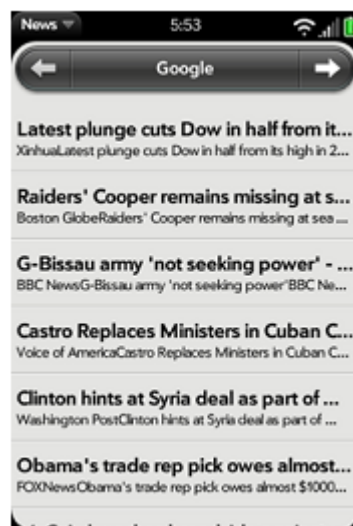 News
5:53
Google
Latest plunge cuts Dow in half from it...
XinhuaLatest plunge cuts Dow in half from its high in 2...
Raiders' Cooper remains missing at s...
Boston GlobeRaiders' Cooper remains missing at sea ...
G-Bissau army 'not seeking power' - ...
BBC NewsG-Bissau army 'not seeking power'BBC Ne...
Castro Replaces Ministers in Cuban C...
Voice of AmericaCastro Replaces Ministers in Cuban C...
Clinton hints at Syria deal as part of ...
Washington PostClinton hints at Syria deal as part of ...
Obama's trade rep pick owes almost...
FOXNewsObama's trade rep pick owes almost $1000...